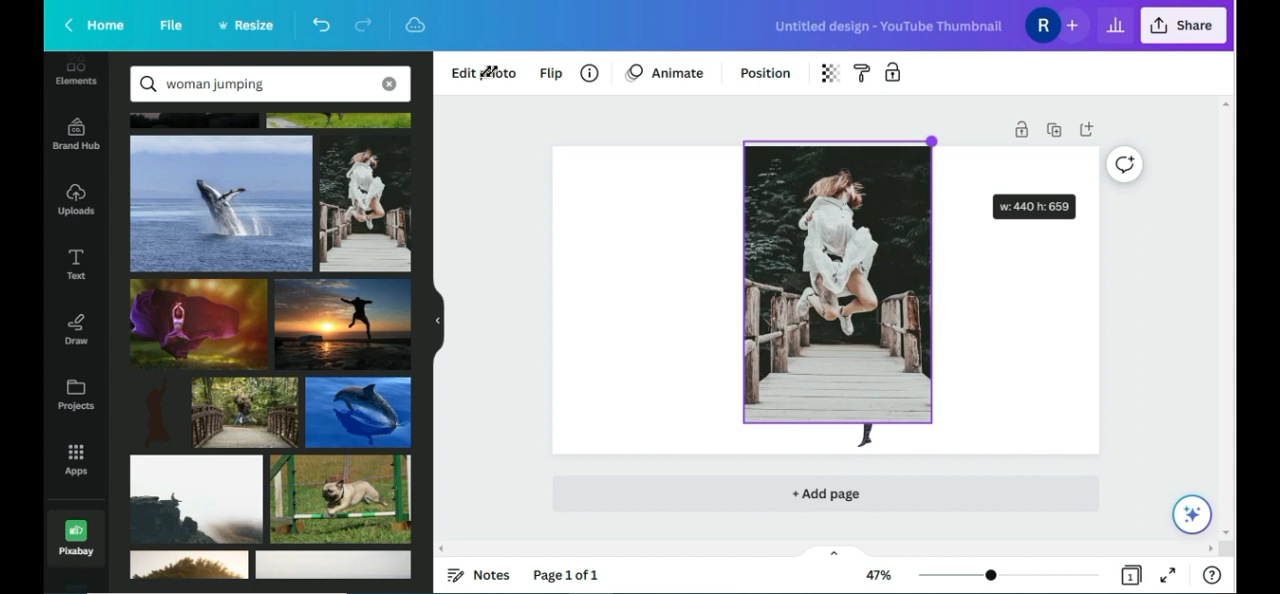 Home
File
Resize
Untitled design - YouTube Thumbnail
R
+
Share
Elements
woman jumping
Edit Photo
Flip
Animate
Position
CO.
Brand Hub
Uploads
w: 440 h: 659
T
Text
Draw
Projects
Apps
+ Add page
Pixabay
Notes
Page 1 of 1
47%
1
?